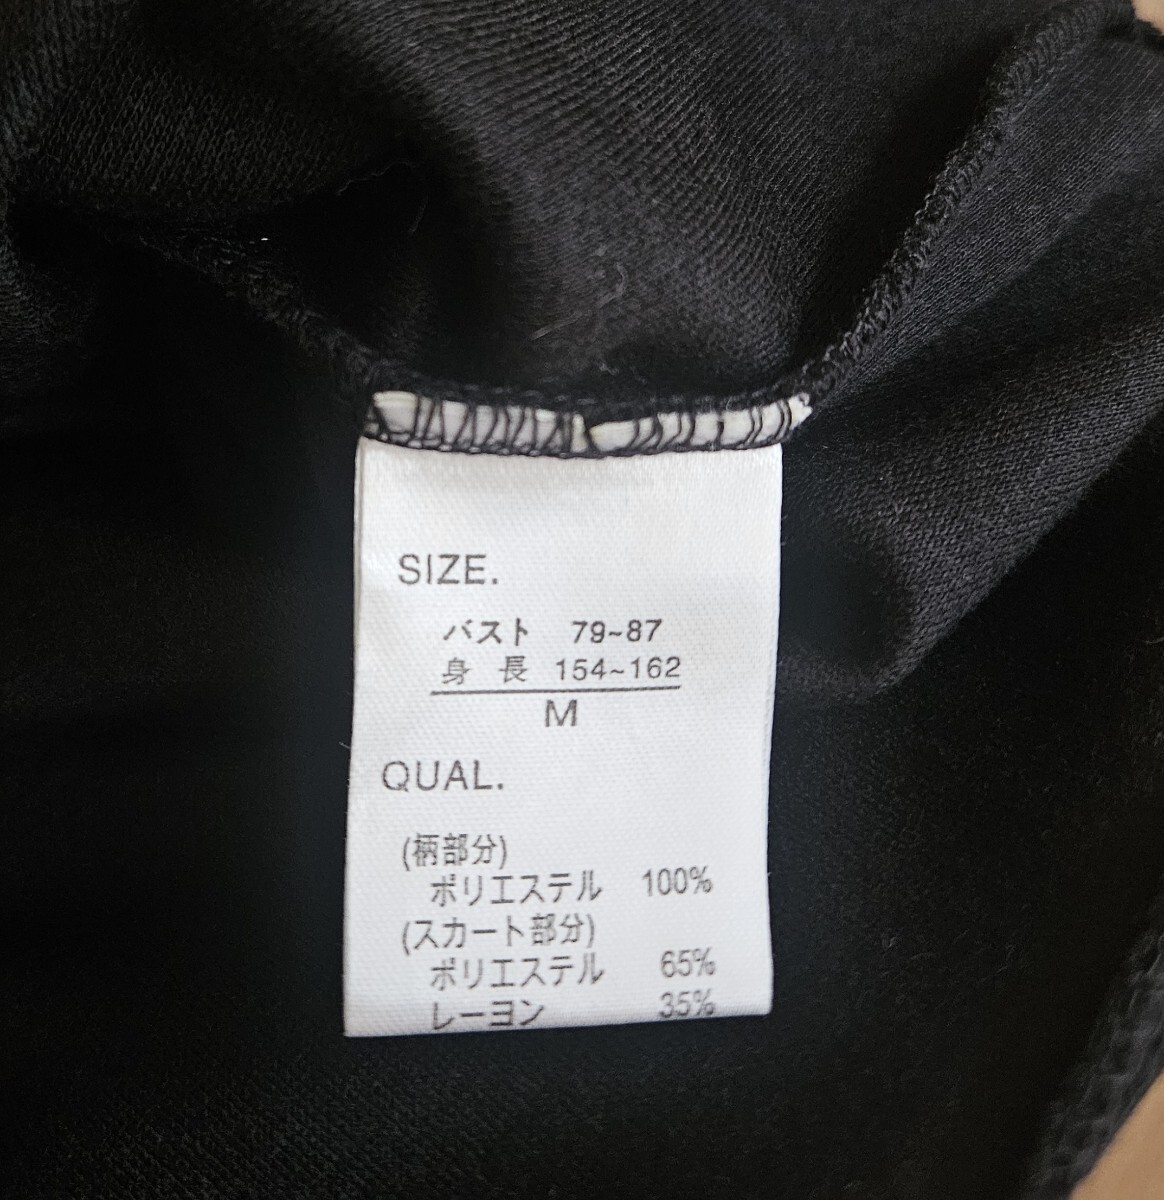 SIZE.
バスト 79~87
身長 154~162
M
QUAL.
(柄部分)
ポリエステル 100%
(スカート部分)
ポリエステル 65%
レーヨン 35%